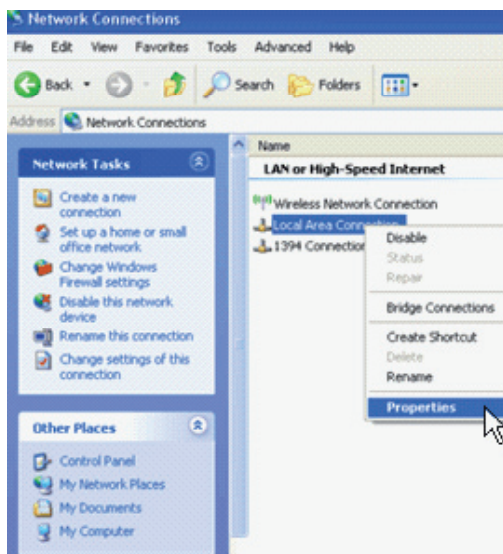 Network Connections
File Edit View Favorites Tools Advanced Help
Back Search Folders
Address Network Connections
Network Tasks
Create a new
connection
Set up a home or small
office network
Change Windows
Firewall settings
Disable this network
device
Rename this connection
Change settings of this
connection
Other Places
Control Panel
My Network Places
My Documents
My Computer
Name
LAN or High-Speed Internet
Wireless Network Connection
Local Area Connection
1394 Connection
Disable
Status
Repair
Bridge Connections
Create Shortcut
Delete
Rename
Properties